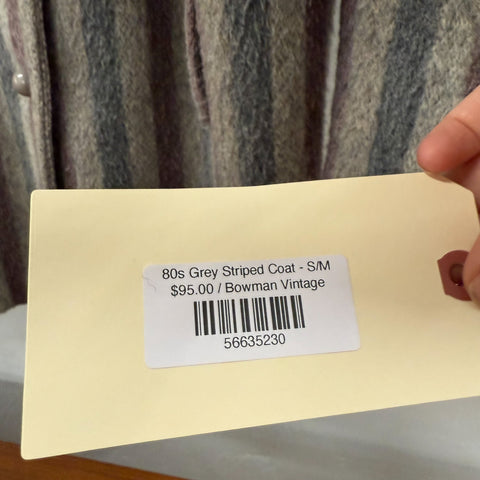 80s Grey Striped Coat - S/M
$95.00 / Bowman Vintage
56635230